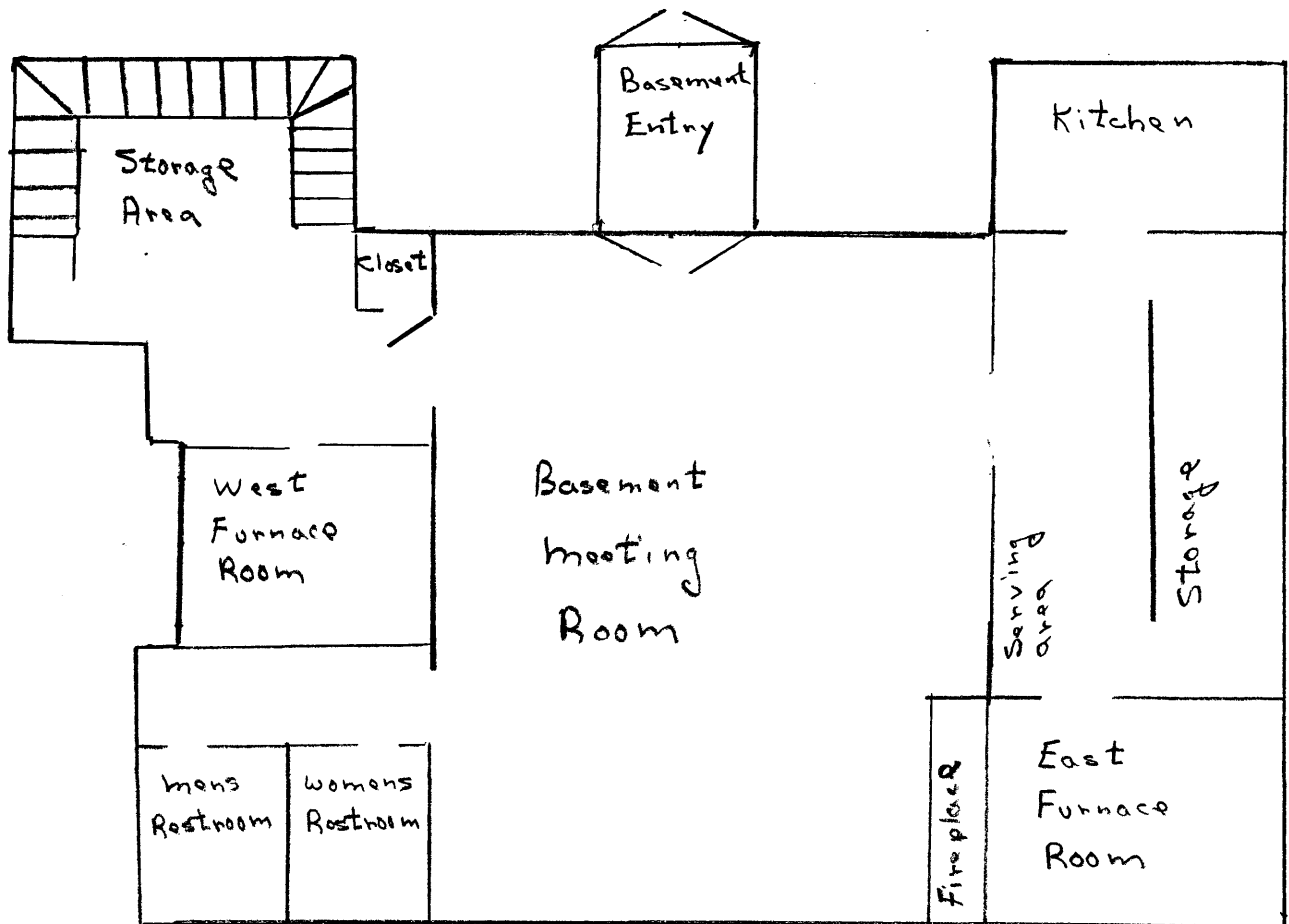 Basement
Entry
Kitchen
Storage
Area
Closet
West
Furnace
Room
Basement
meeting
Room
Serving
area
Storage
mens
Restroom
womens
Restroom
Fireplace
East
Furnace
Room